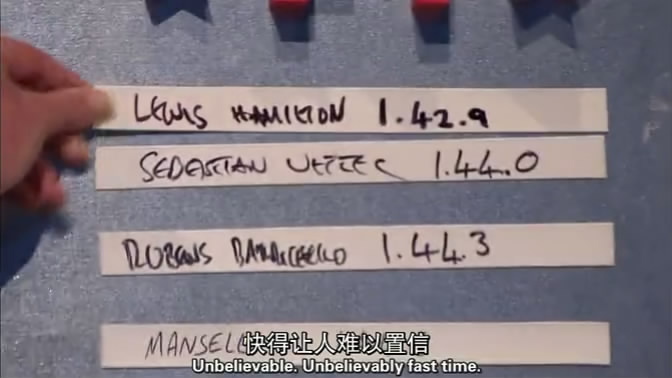 LEWIS HAMILTON 1.42.9
SEBASTIAN VETTEL 1.44.0
RUBENS BARRICHELLO 1.44.3
MANSELL
快得让人难以置信
Unbelievable. Unbelievably fast time.